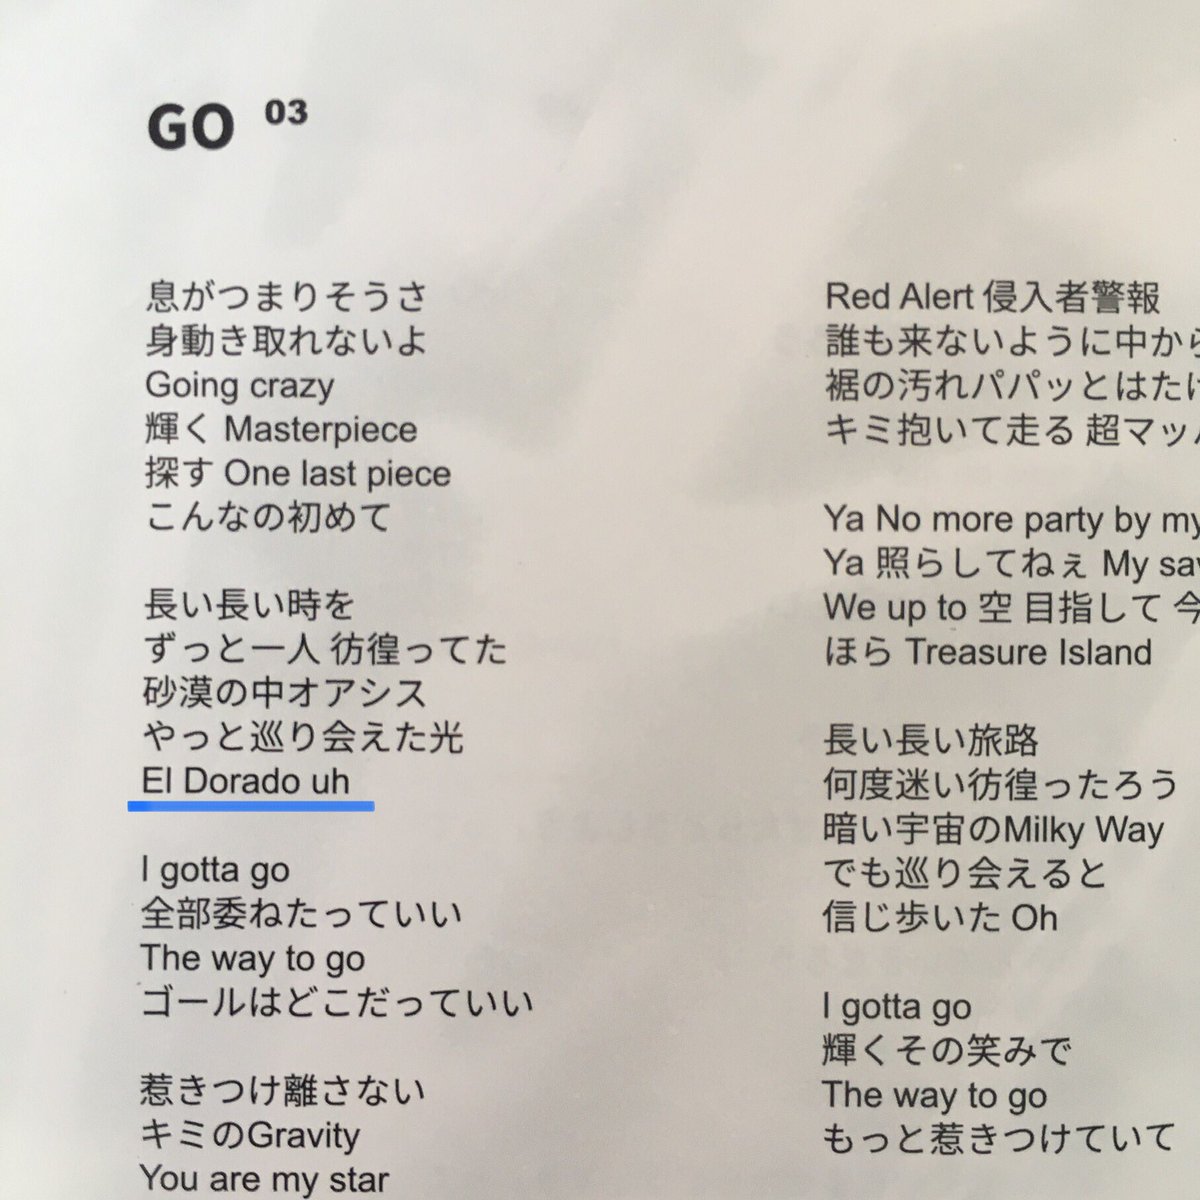 GO 03
息がつまりそうさ
身動き取れないよ
Going crazy
輝く Masterpiece
探す One last piece
こんなの初めて
長い長い時を
ずっと一人 彷徨ってた
砂漠の中オアシス
やっと巡り会えた光
El Dorado uh
I gotta go
全部委ねたっていい
The way to go
ゴールはどこだっていい
惹きつけ離さない
キミのGravity
You are my star
Red Alert 侵入者警報
誰も来ないように中から
裾の汚れパパッとはたけ
キミ抱いて走る 超マッハ
Ya No more party by my
Ya 照らしてねぇ My
We up to 空 目指して 今
ほら Treasure Island
長い長い旅路
何度迷い彷徨ったろう
暗い宇宙のMilky Way
でも巡り会えると
信じ歩いた Oh
I gotta go
輝くその笑みで
The way to go
もっと惹きつけていて